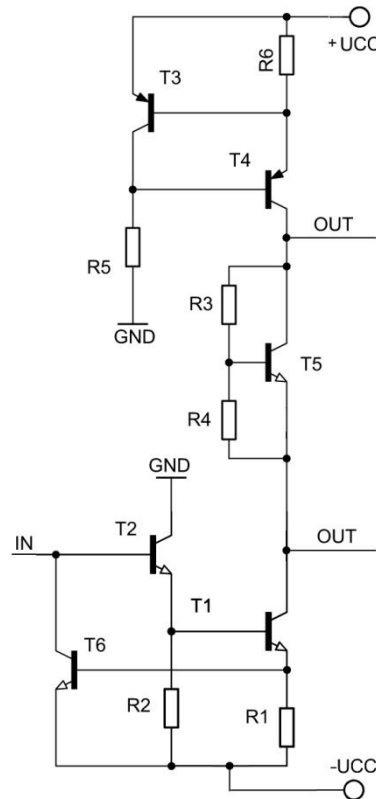 +UCC
R6
T3
T4
OUT
R5
R3
GND
T5
R4
GND
T2
IN
OUT
T1
T6
R2
R1
-UCC